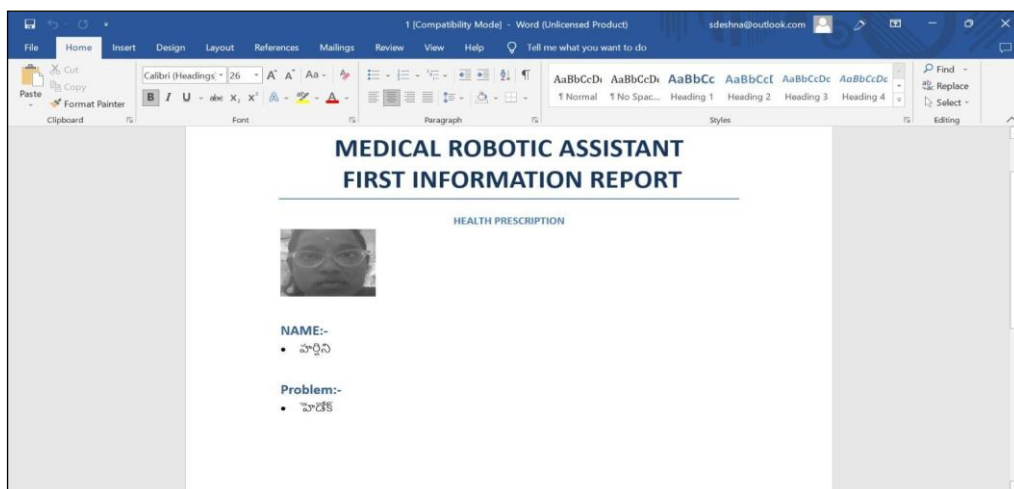 1 [Compatibility Mode] - Word (Unlicensed Product)
sdeshna@outlook.com
File Home Insert Design Layout References Mailings Review View Help Tell me what you want to do
Cut
Copy
Format Painter
Paste
Calibri (Headings) 26
Clipboard Font Paragraph Styles Editing
AaBbCcDc AaBbCcDc AaBbCc AaBbCcD AaBbCcDc AaBbCcDc
¶ Normal ¶ No Spac... Heading 1 Heading 2 Heading 3 Heading 4
Find
Replace
Select
MEDICAL ROBOTIC ASSISTANT
FIRST INFORMATION REPORT
HEALTH PRESCRIPTION
NAME:-
• హర్షిని
Problem:-
• హెడేక్